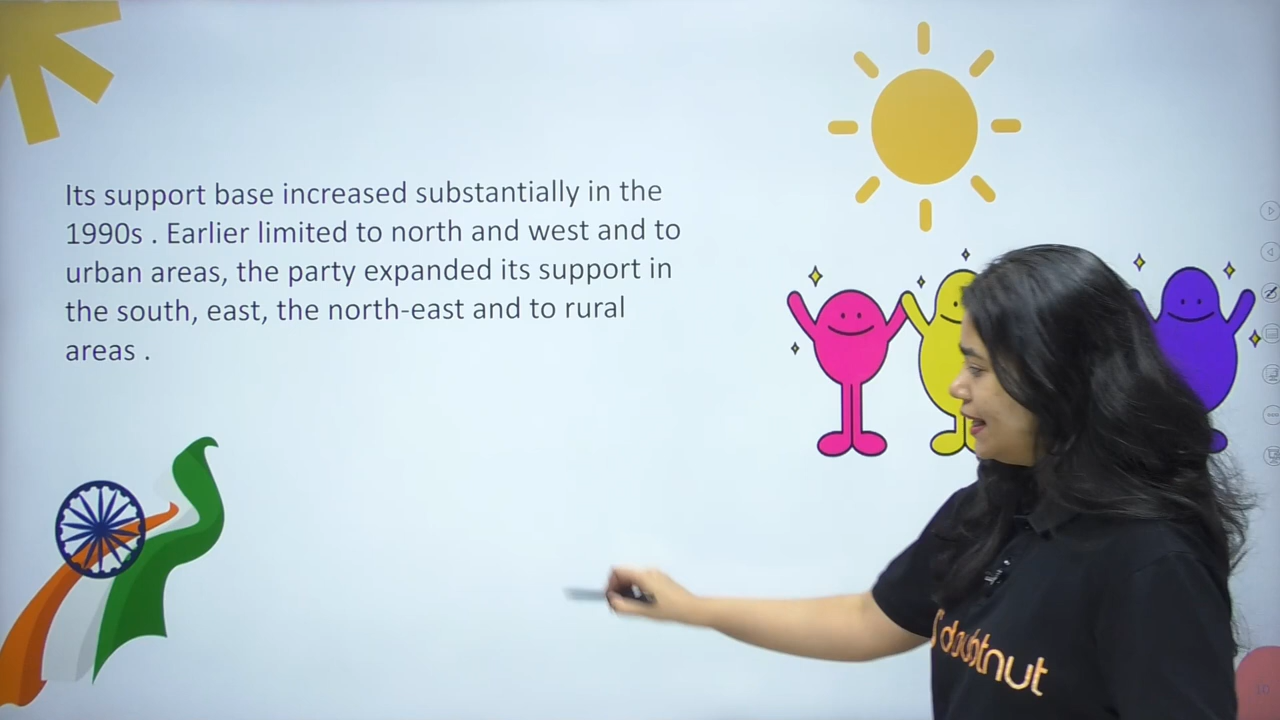 Its support base increased substantially in the
1990s . Earlier limited to north and west and to
urban areas, the party expanded its support in
the south, east, the north-east and to rural
areas .
doubtnut